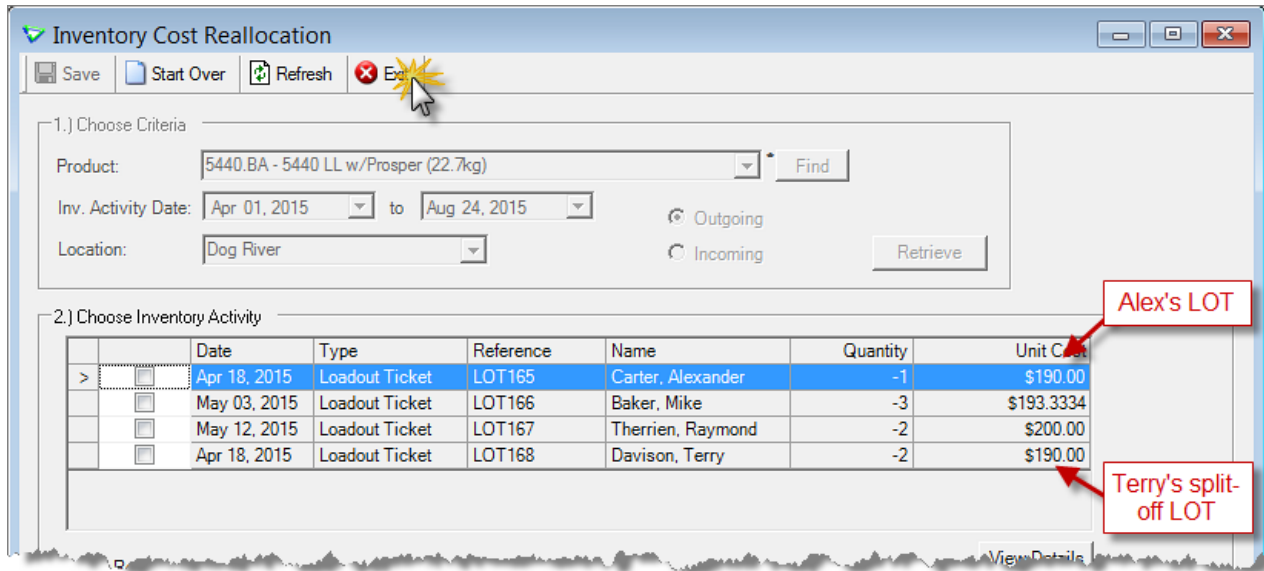 Inventory Cost Reallocation
Save Start Over Refresh
1.) Choose Criteria
Product: 5440.BA - 5440 LL w/Prosper (22.7kg) * Find
Inv. Activity Date: Apr 01, 2015 to Aug 24, 2015 Outgoing
Location: Dog River Incoming Retrieve
Alex's LOT
2.) Choose Inventory Activity
Date Type Reference Name Quantity Unit Cost
> Apr 18, 2015 Loadout Ticket LOT165 Carter, Alexander -1 $190.00
May 03, 2015 Loadout Ticket LOT166 Baker, Mike -3 $193.3334
May 12, 2015 Loadout Ticket LOT167 Therrien, Raymond -2 $200.00
Apr 18, 2015 Loadout Ticket LOT168 Davison, Terry -2 $190.00
Terry's split-
off LOT
View Details